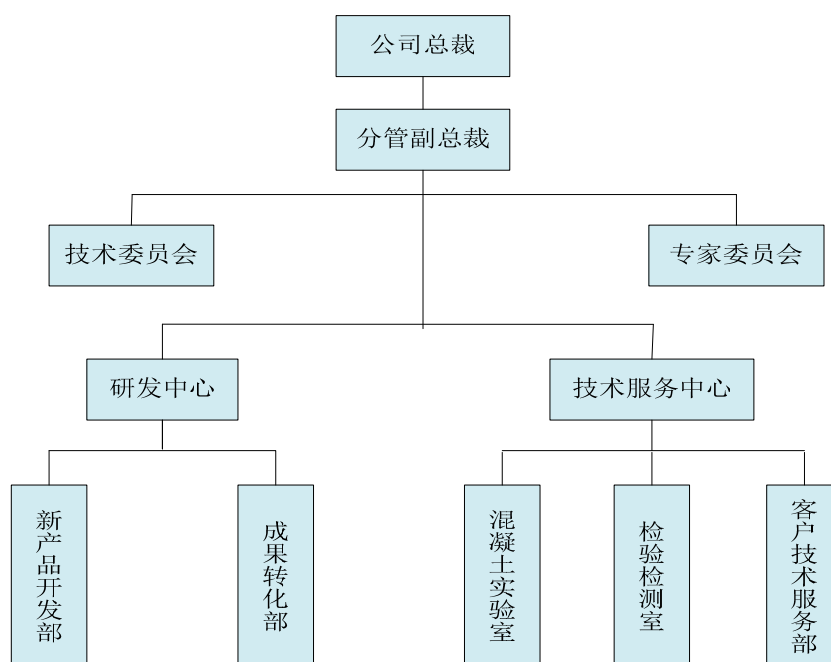 公司总裁
分管副总裁
技术委员会
专家委员会
研发中心
技术服务中心
新产品开发部
成果转化部
混凝土实验室
检验检测室
客户技术服务部